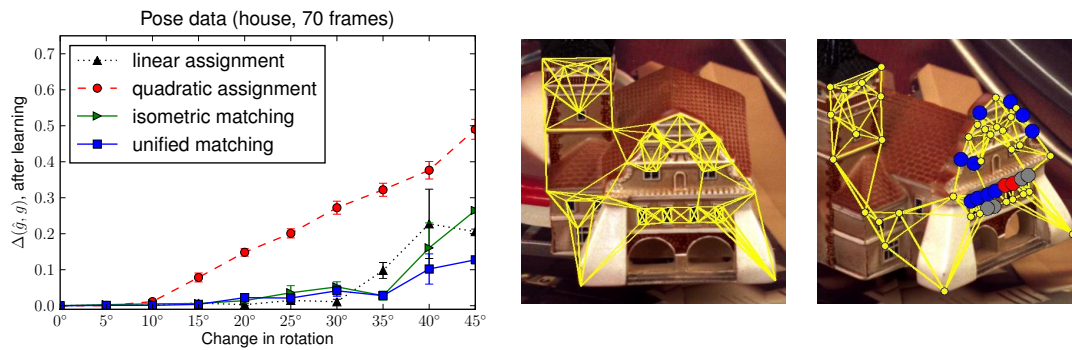 Pose data (house, 70 frames)
0.7
0.6
0.5
0.4
0.3
0.2
0.1
0.0
Δ(ĝ, g), after learning
linear assignment
quadratic assignment
isometric matching
unified matching
0° 5° 10° 15° 20° 25° 30° 35° 40° 45°
Change in rotation